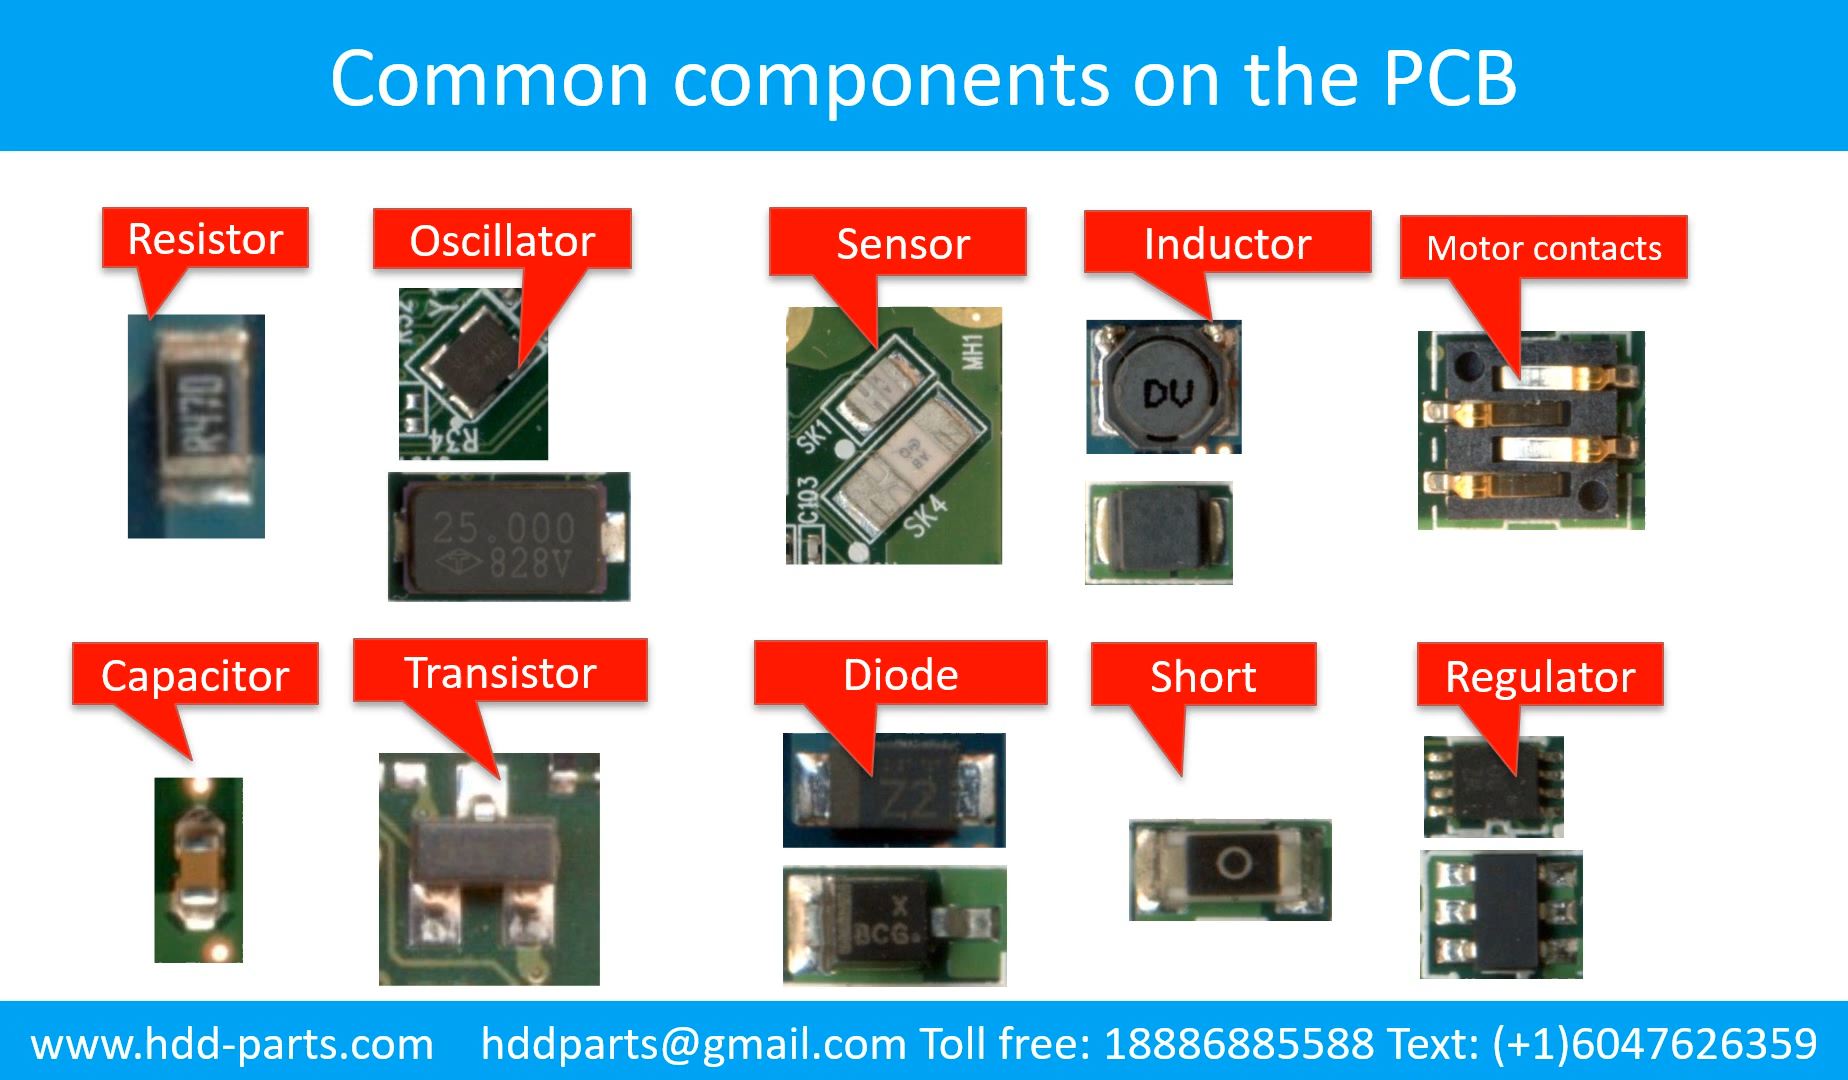 Common components on the PCB
Resistor
Oscillator
Sensor
Inductor
Motor contacts
R470
R34
25.000
828V
MH1
SK1
C103
SK4
DV
Capacitor
Transistor
Diode
Short
Regulator
Z2
X
BCG
O
www.hdd-parts.com hddparts@gmail.com Toll free: 18886885588 Text: (+1)6047626359